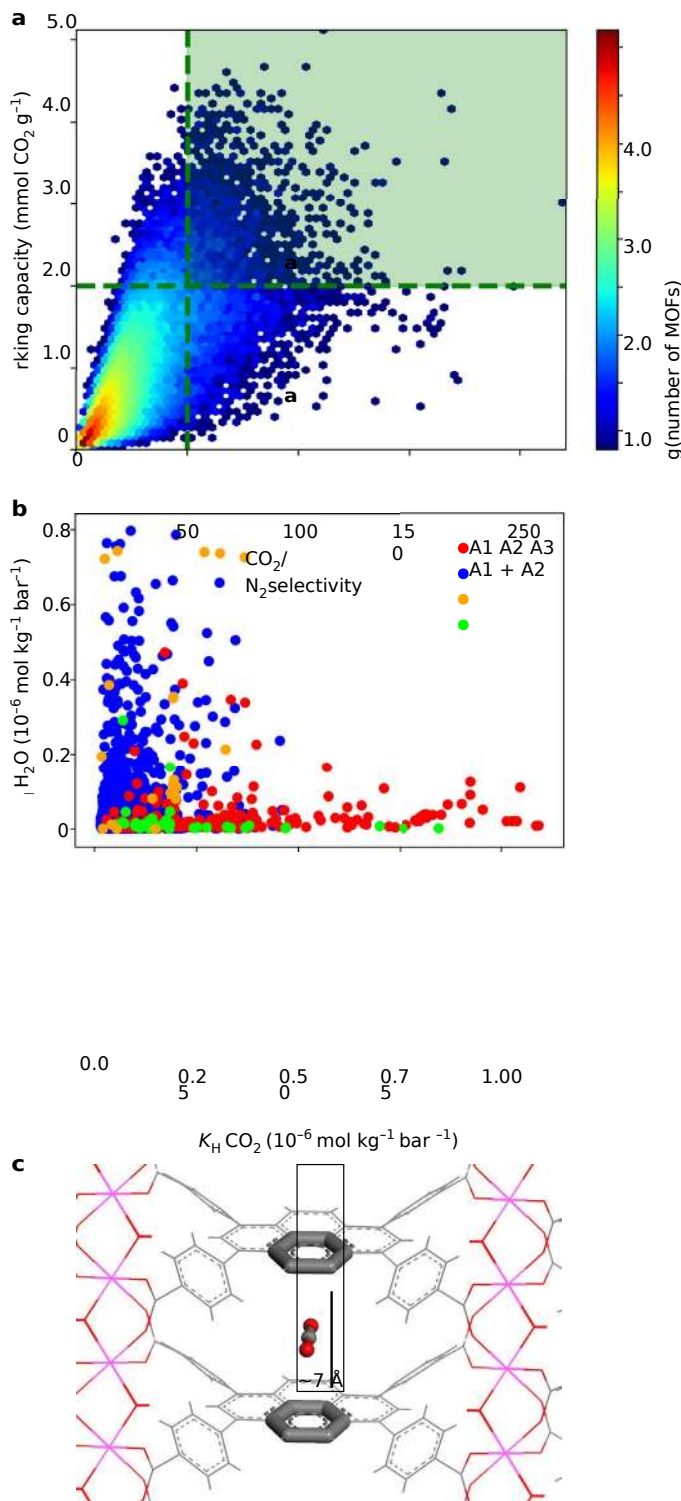 a
5.0
4.0
3.0
2.0
1.0
0
0
rking capacity (mmol CO₂ g⁻¹)
a
a
4.0
3.0
2.0
1.0
g(number of MOFs)
b
50
100
15
0
250
CO₂/
N₂selectivity
A1 A2 A3
A1 + A2
0.8
0.6
0.4
0.2
0
H₂O (10⁻⁶ mol kg⁻¹ bar⁻¹)
0.0
0.2
5
0.5
0
0.7
5
1.00
K_H CO₂ (10⁻⁶ mol kg⁻¹ bar ⁻¹)
c
~7 Å